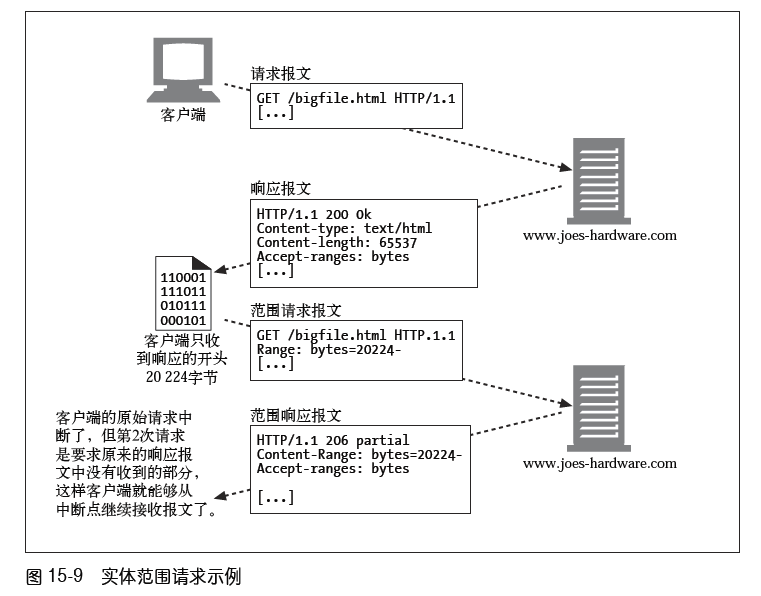 请求报文
GET /bigfile.html HTTP/1.1
[...]
客户端
响应报文
HTTP/1.1 200 Ok
Content-type: text/html
Content-length: 65537
Accept-ranges: bytes
[...]
www.joes-hardware.com
110001
111011
010111
000101
客户端只收
到响应的开头
20 224字节
范围请求报文
GET /bigfile.html HTTP.1.1
Range: bytes=20224-
[...]
范围响应报文
HTTP/1.1 206 partial
Content-Range: bytes=20224-
Accept-ranges: bytes
[...]
www.joes-hardware.com
客户端的原始请求中
断了，但第2次请求
是要求原来的响应报
文中没有收到的部分，
这样客户端就能够从
中断点继续接收报文了。
图 15-9 实体范围请求示例